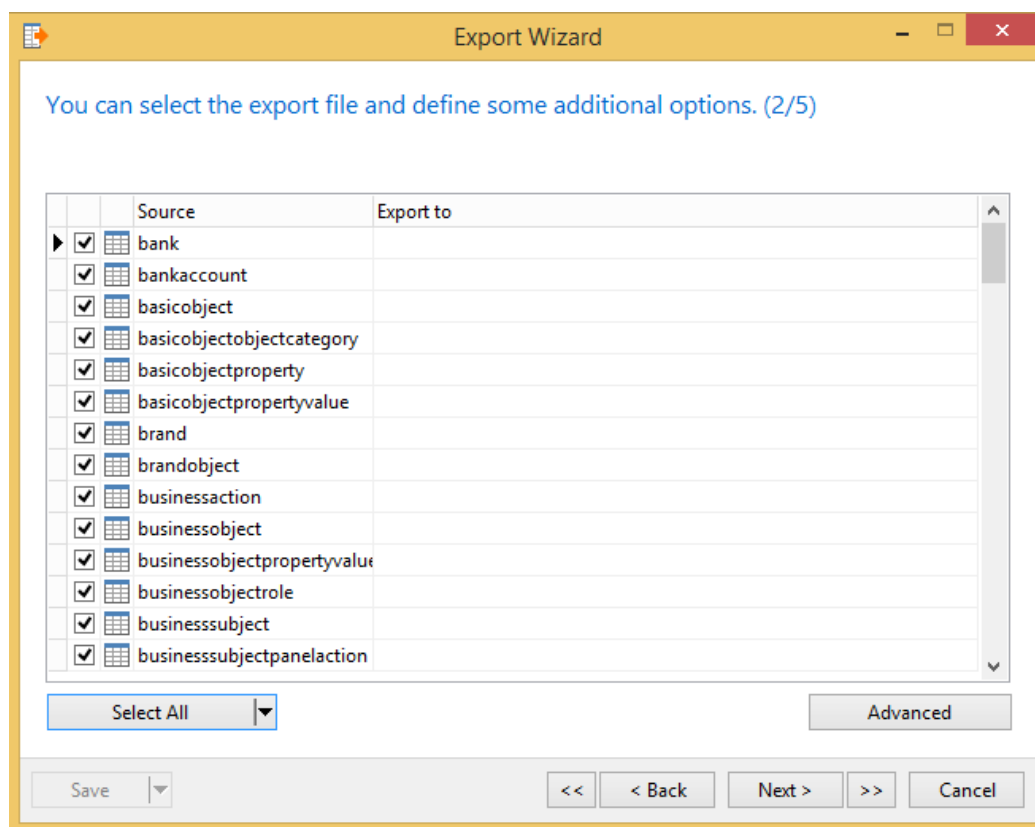 Export Wizard
You can select the export file and define some additional options. (2/5)
Source Export to
bank
bankaccount
basicobject
basicobjectobjectcategory
basicobjectproperty
basicobjectpropertyvalue
brand
brandobject
businessaction
businessobject
businessobjectpropertyvalue
businessobjectrole
businesssubject
businesssubjectpanelaction
Select All Advanced
Save << < Back Next > >> Cancel